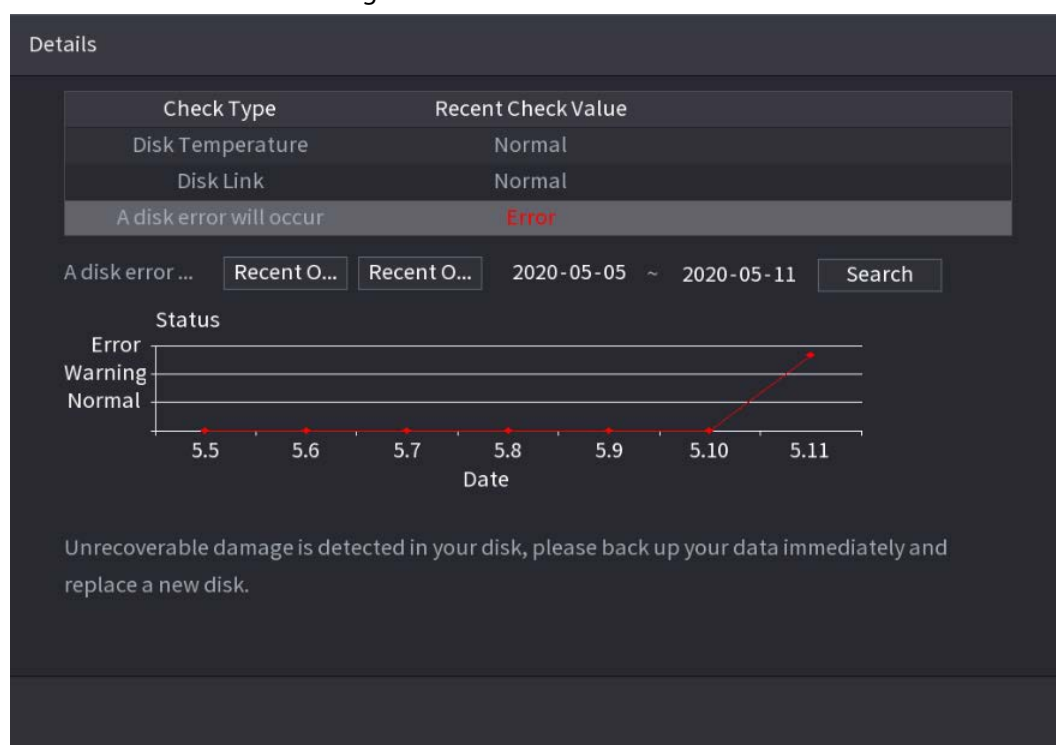 Details
Check Type Recent Check Value
Disk Temperature Normal
Disk Link Normal
A disk error will occur Error
A disk error ... Recent O... Recent O... 2020-05-05 ~ 2020-05-11 Search
Status
Error
Warning
Normal
5.5 5.6 5.7 5.8 5.9 5.10 5.11
Date
Unrecoverable damage is detected in your disk, please back up your data immediately and
replace a new disk.